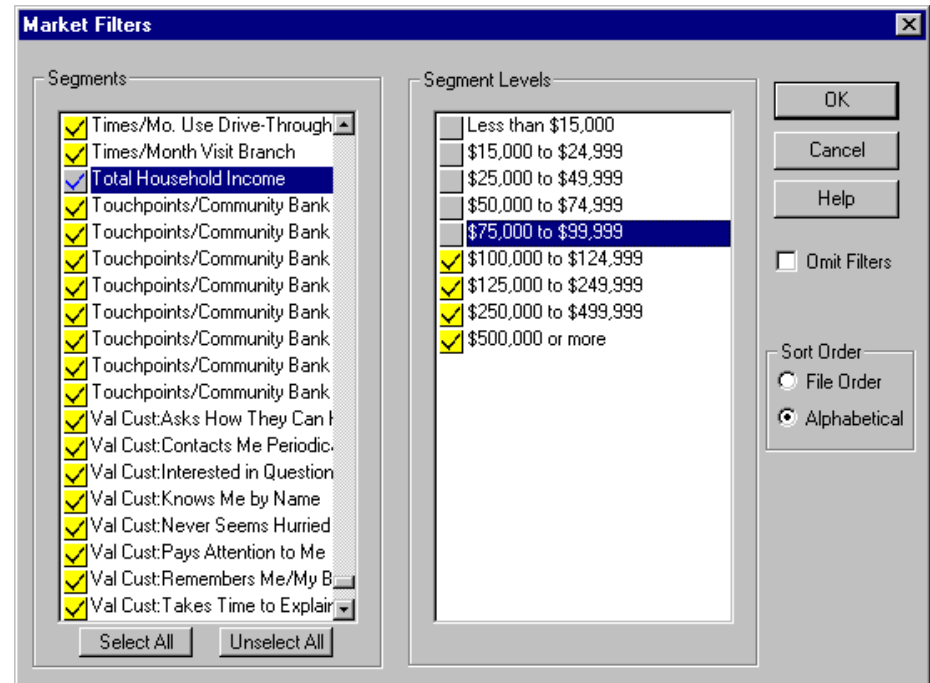 Market Filters
Segments
Times/Mo. Use Drive-Through
Times/Month Visit Branch
Total Household Income
Touchpoints/Community Bank
Touchpoints/Community Bank
Touchpoints/Community Bank
Touchpoints/Community Bank
Touchpoints/Community Bank
Touchpoints/Community Bank
Touchpoints/Community Bank
Touchpoints/Community Bank
Val Cust:Asks How They Can
Val Cust:Contacts Me Periodic
Val Cust:Interested in Question
Val Cust:Knows Me by Name
Val Cust:Never Seems Hurried
Val Cust:Pays Attention to Me
Val Cust:Remembers Me/My B
Val Cust:Takes Time to Explain
Select All
Unselect All
Segment Levels
Less than $15,000
$15,000 to $24,999
$25,000 to $49,999
$50,000 to $74,999
$75,000 to $99,999
$100,000 to $124,999
$125,000 to $249,999
$250,000 to $499,999
$500,000 or more
OK
Cancel
Help
Omit Filters
Sort Order
File Order
Alphabetical